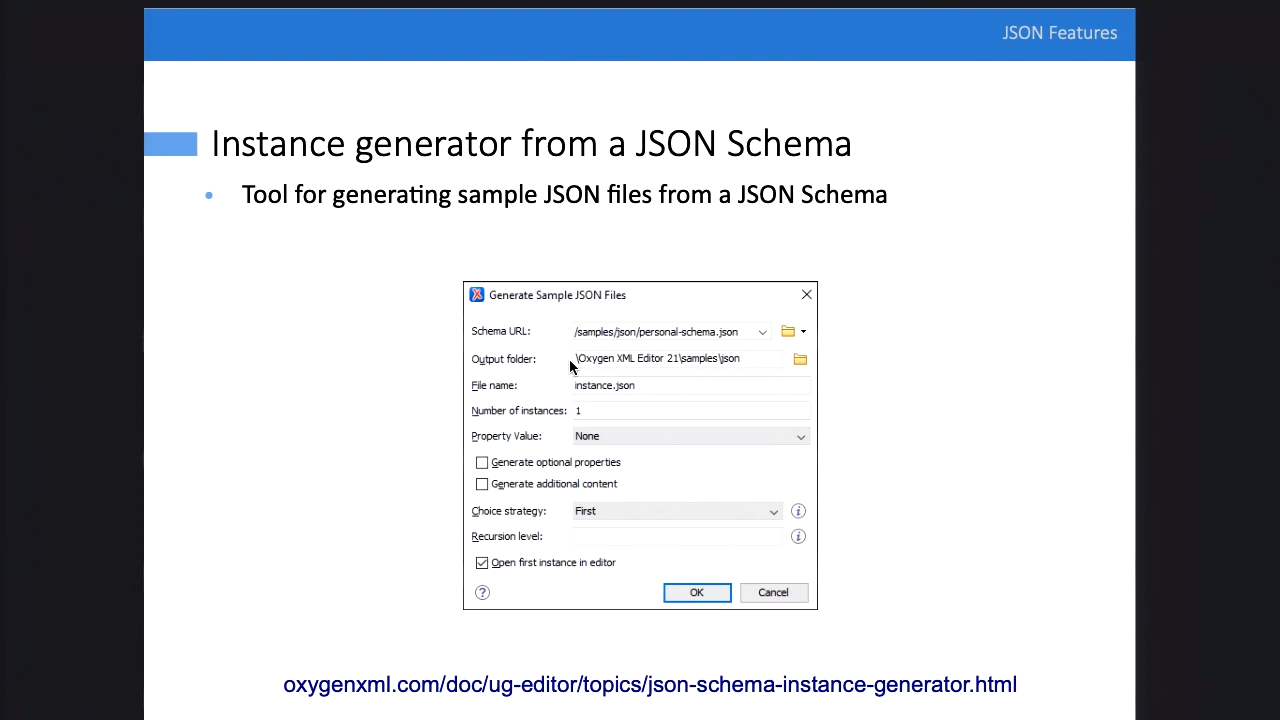 JSON Features
Instance generator from a JSON Schema
• Tool for generating sample JSON files from a JSON Schema
Generate Sample JSON Files
Schema URL: /samples/json/personal-schema.json
Output folder: \Oxygen XML Editor 21\samples\json
File name: instance.json
Number of instances: 1
Property Value: None
Generate optional properties
Generate additional content
Choice strategy: First
Recursion level:
Open first instance in editor
OK Cancel
oxygenxml.com/doc/ug-editor/topics/json-schema-instance-generator.html